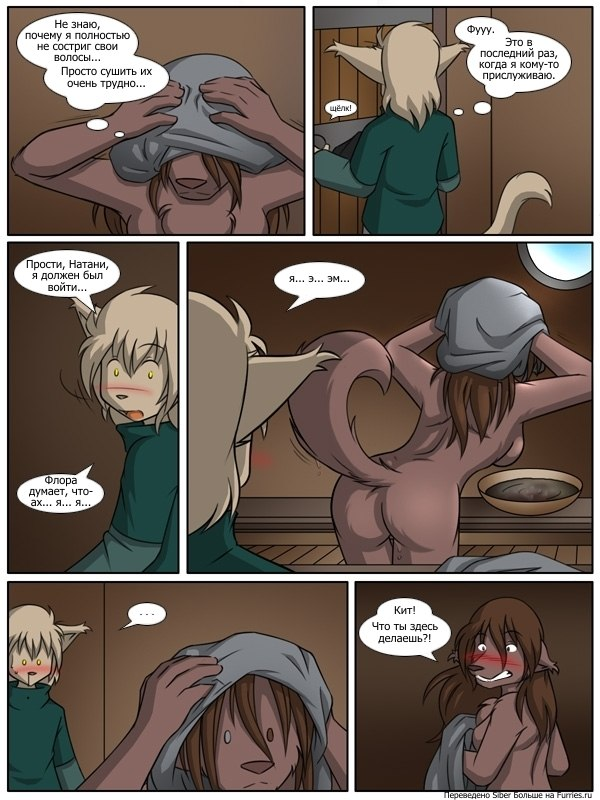 Не знаю,
почему я полностью
не состриг свои
волосы...
Просто сушить их
очень трудно...
Фууу.
Это в
последний раз,
когда я кому-то
прислуживаю.
щёлк!
Прости, Натани,
я должен был
войти...
Флора
думает, что-
ах... я... я...
я... э... эм...
...
Кит!
Что ты здесь
делаешь?!
Переведено Siber Больше на Furries.ru